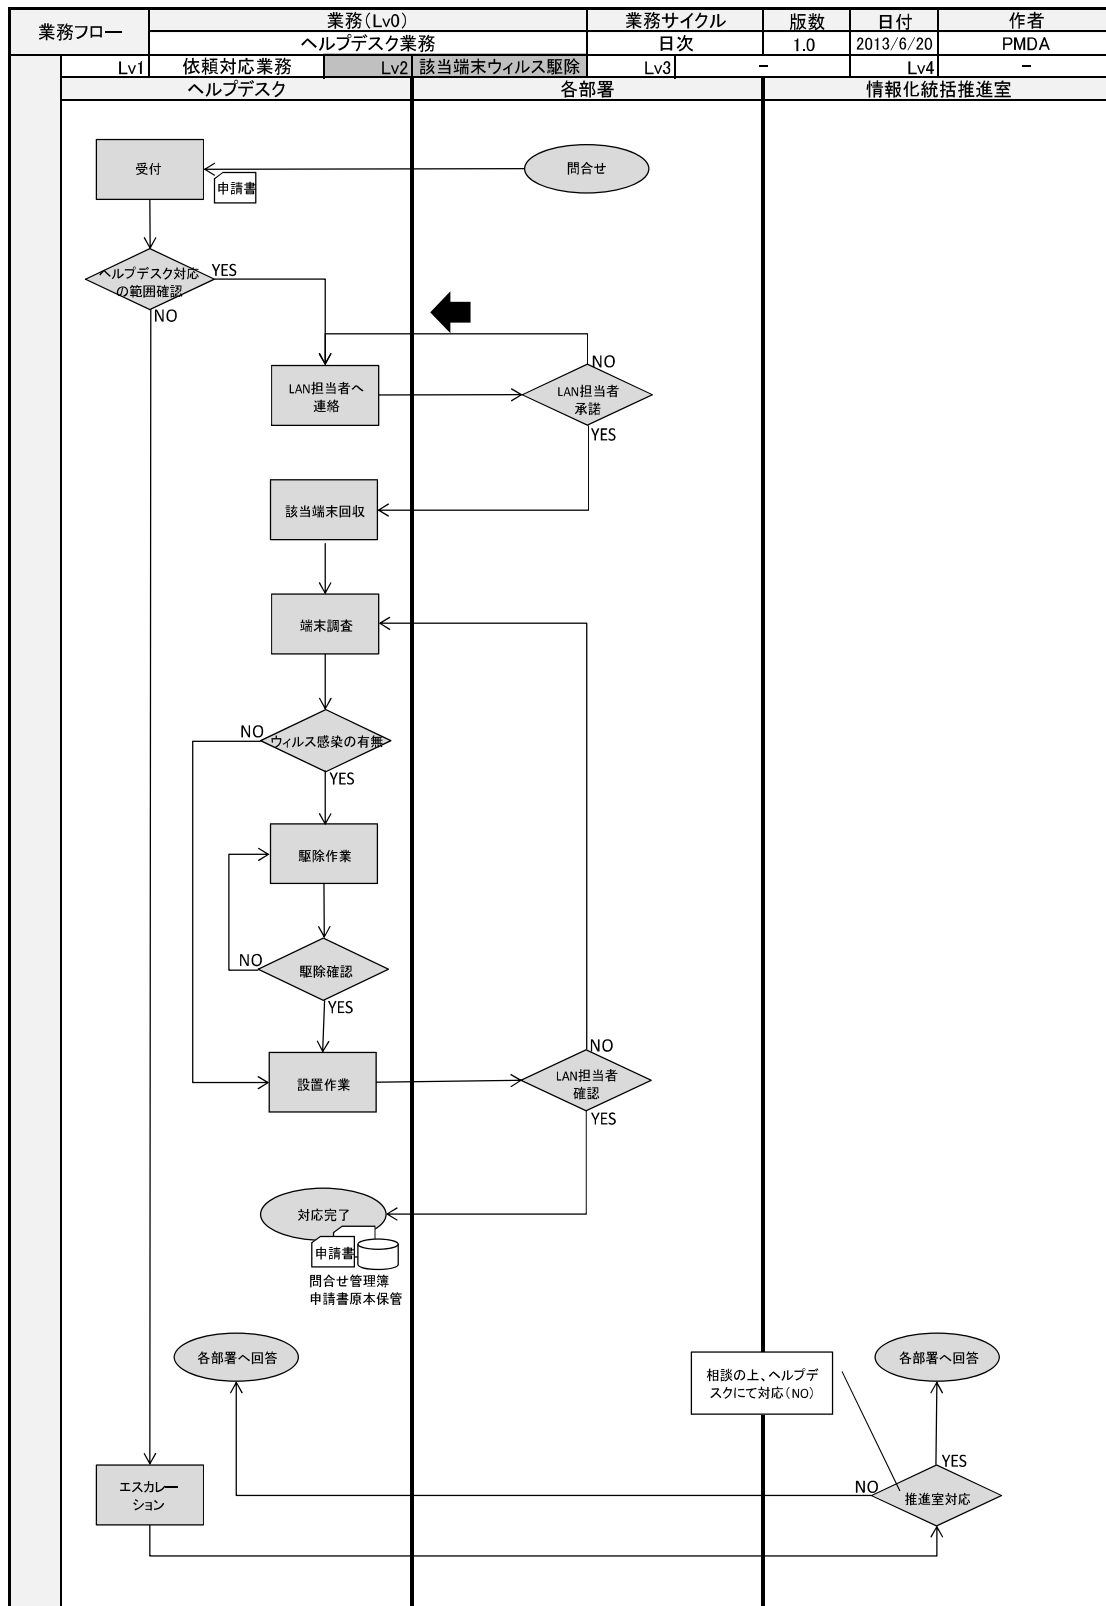 業務フロー
業務(Lv0)
業務サイクル
版数
日付
作者
ヘルプデスク業務
日次
1.0
2013/6/20
PMDA
Lv1
依頼対応業務
Lv2
該当端末ウィルス駆除
Lv3
－
Lv4
－
ヘルプデスク
各部署
情報化統括推進室
受付
申請書
問合せ
ヘルプデスク対応
の範囲確認
YES
NO
LAN担当者へ
連絡
NO
LAN担当者
承諾
YES
該当端末回収
端末調査
NO
ウィルス感染の有無
YES
駆除作業
NO
駆除確認
YES
設置作業
NO
LAN担当者
確認
YES
対応完了
申請書
問合せ管理簿
申請書原本保管
各部署へ回答
相談の上、ヘルプデ
スクにて対応(NO)
各部署へ回答
エスカレー
ション
YES
NO
推進室対応